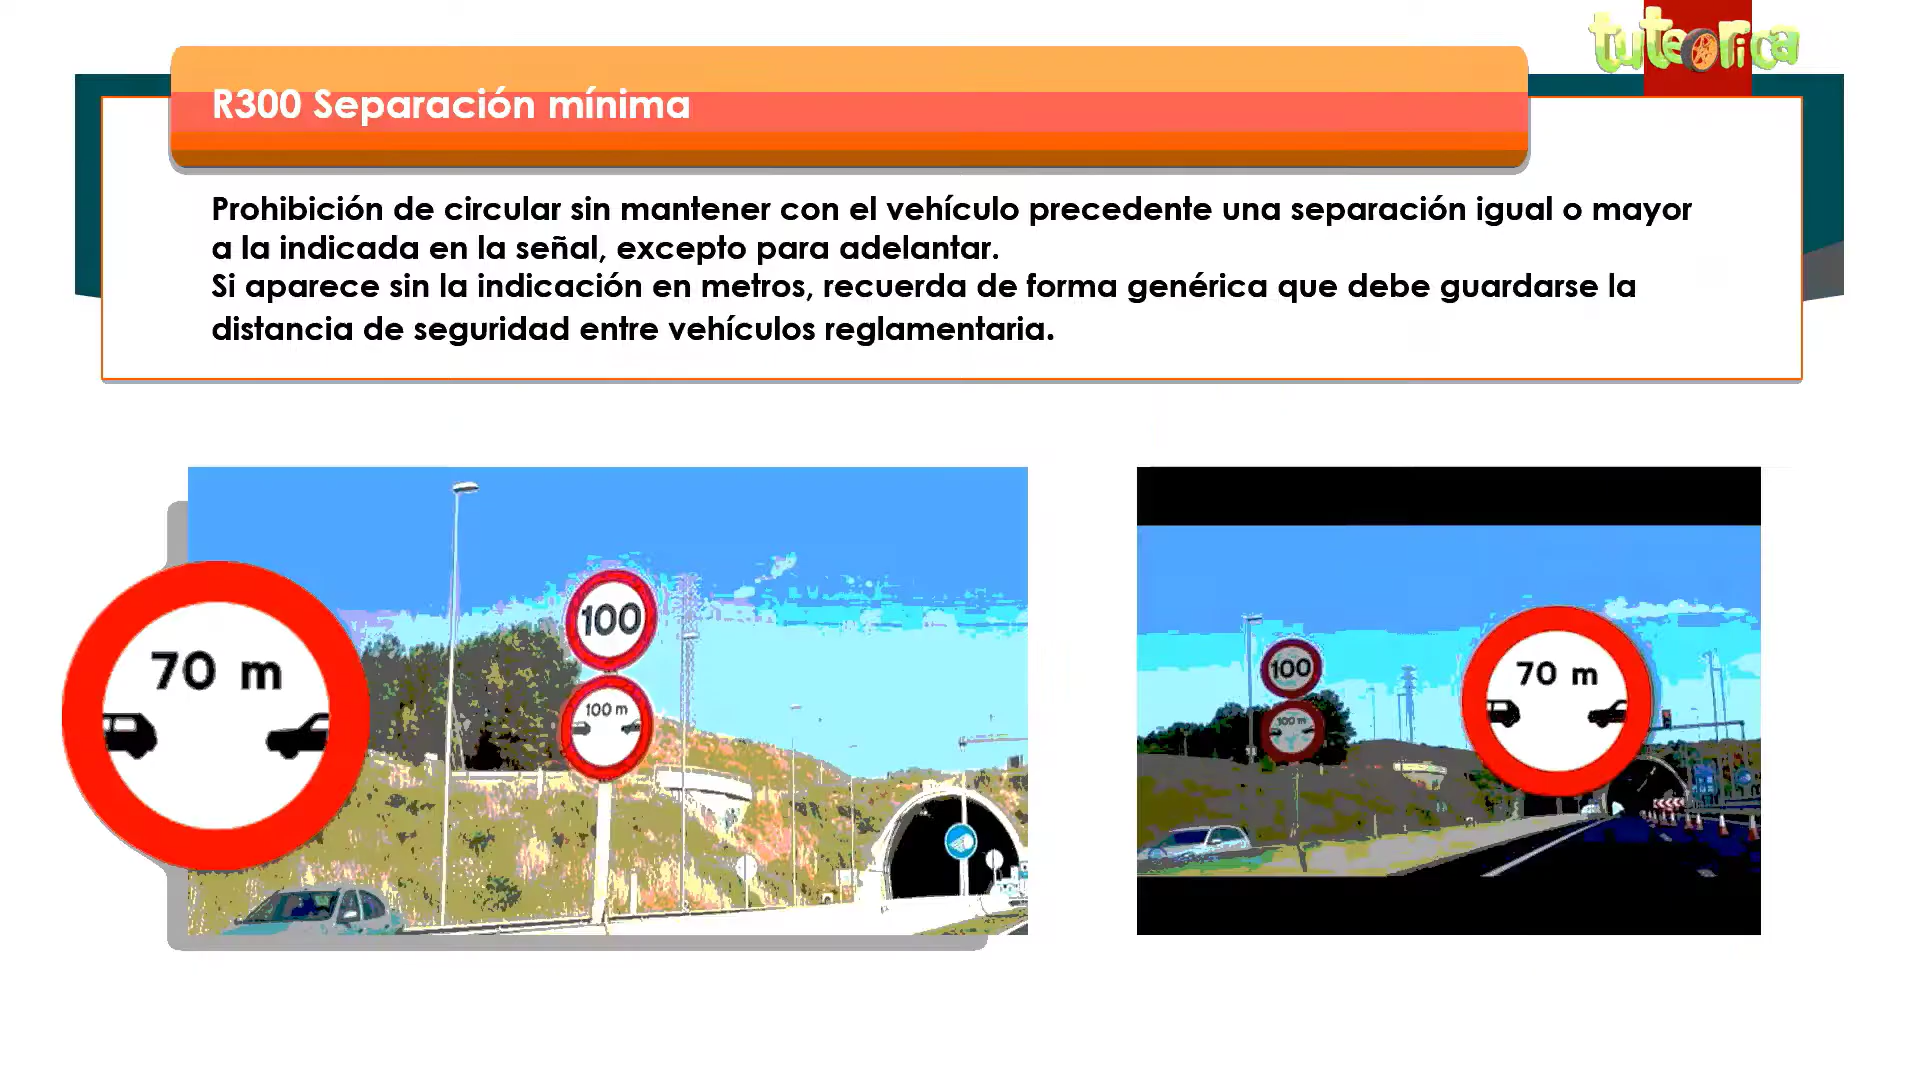 tuteorica
R300 Separación mínima
Prohibición de circular sin mantener con el vehículo precedente una separación igual o mayor
a la indicada en la señal, excepto para adelantar.
Si aparece sin la indicación en metros, recuerda de forma genérica que debe guardarse la
distancia de seguridad entre vehículos reglamentaria.
70 m
100
100 m
100
100 m
70 m